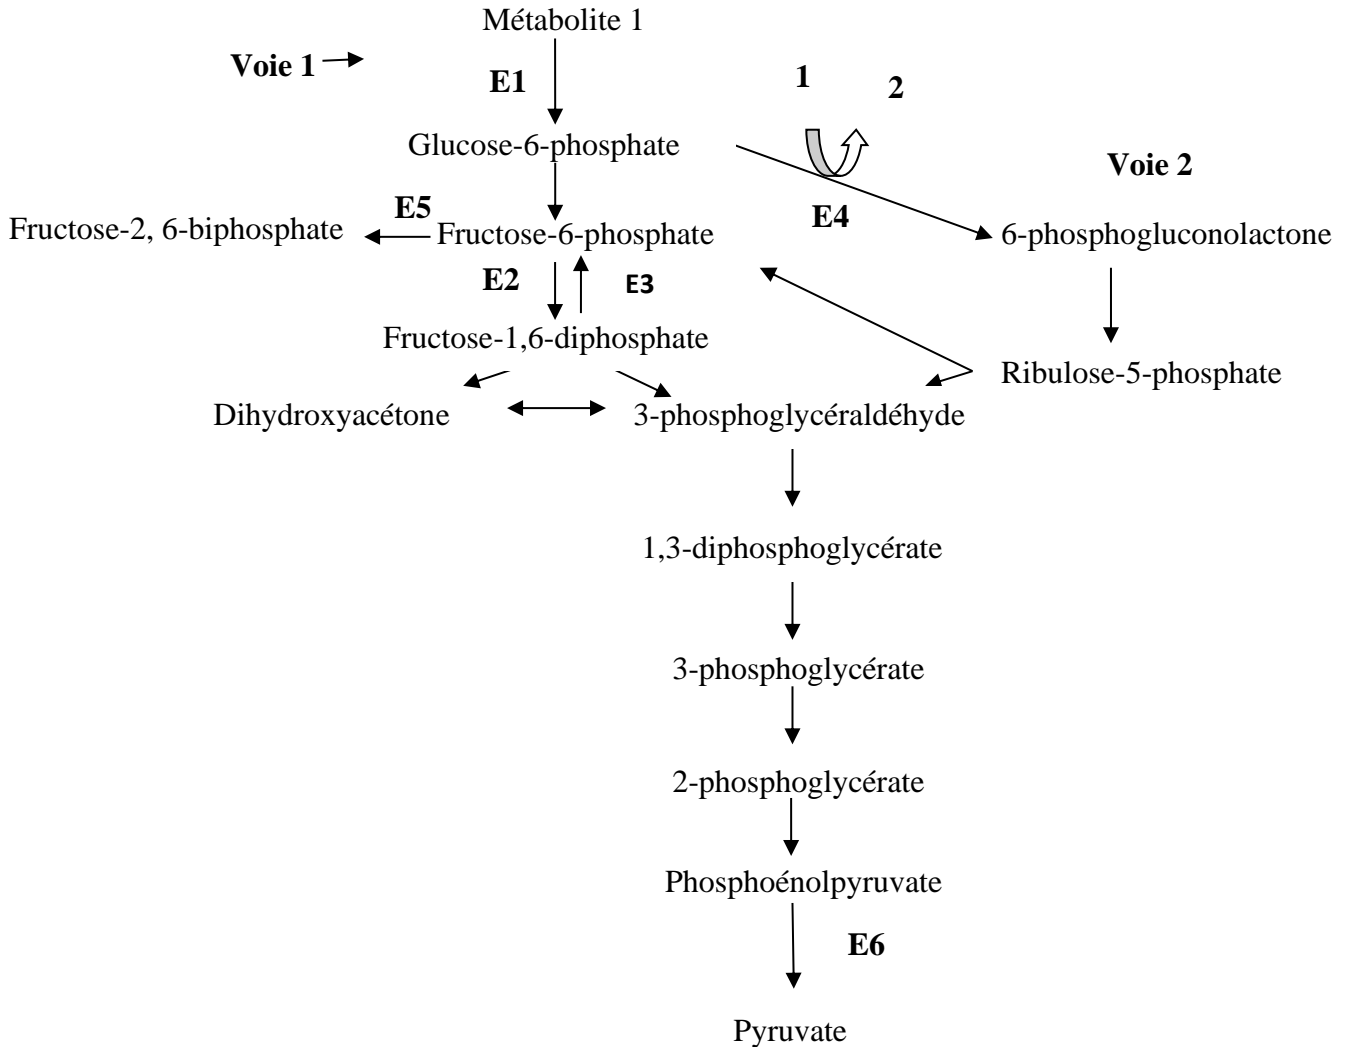 Métabolite 1
Voie 1
E1
1
2
Glucose-6-phosphate
Voie 2
E5
E4
Fructose-2, 6-biphosphate
Fructose-6-phosphate
6-phosphogluconolactone
E2
E3
Fructose-1,6-diphosphate
Ribulose-5-phosphate
Dihydroxyacétone
3-phosphoglycéraldéhyde
1,3-diphosphoglycérate
3-phosphoglycérate
2-phosphoglycérate
Phosphoénolpyruvate
E6
Pyruvate